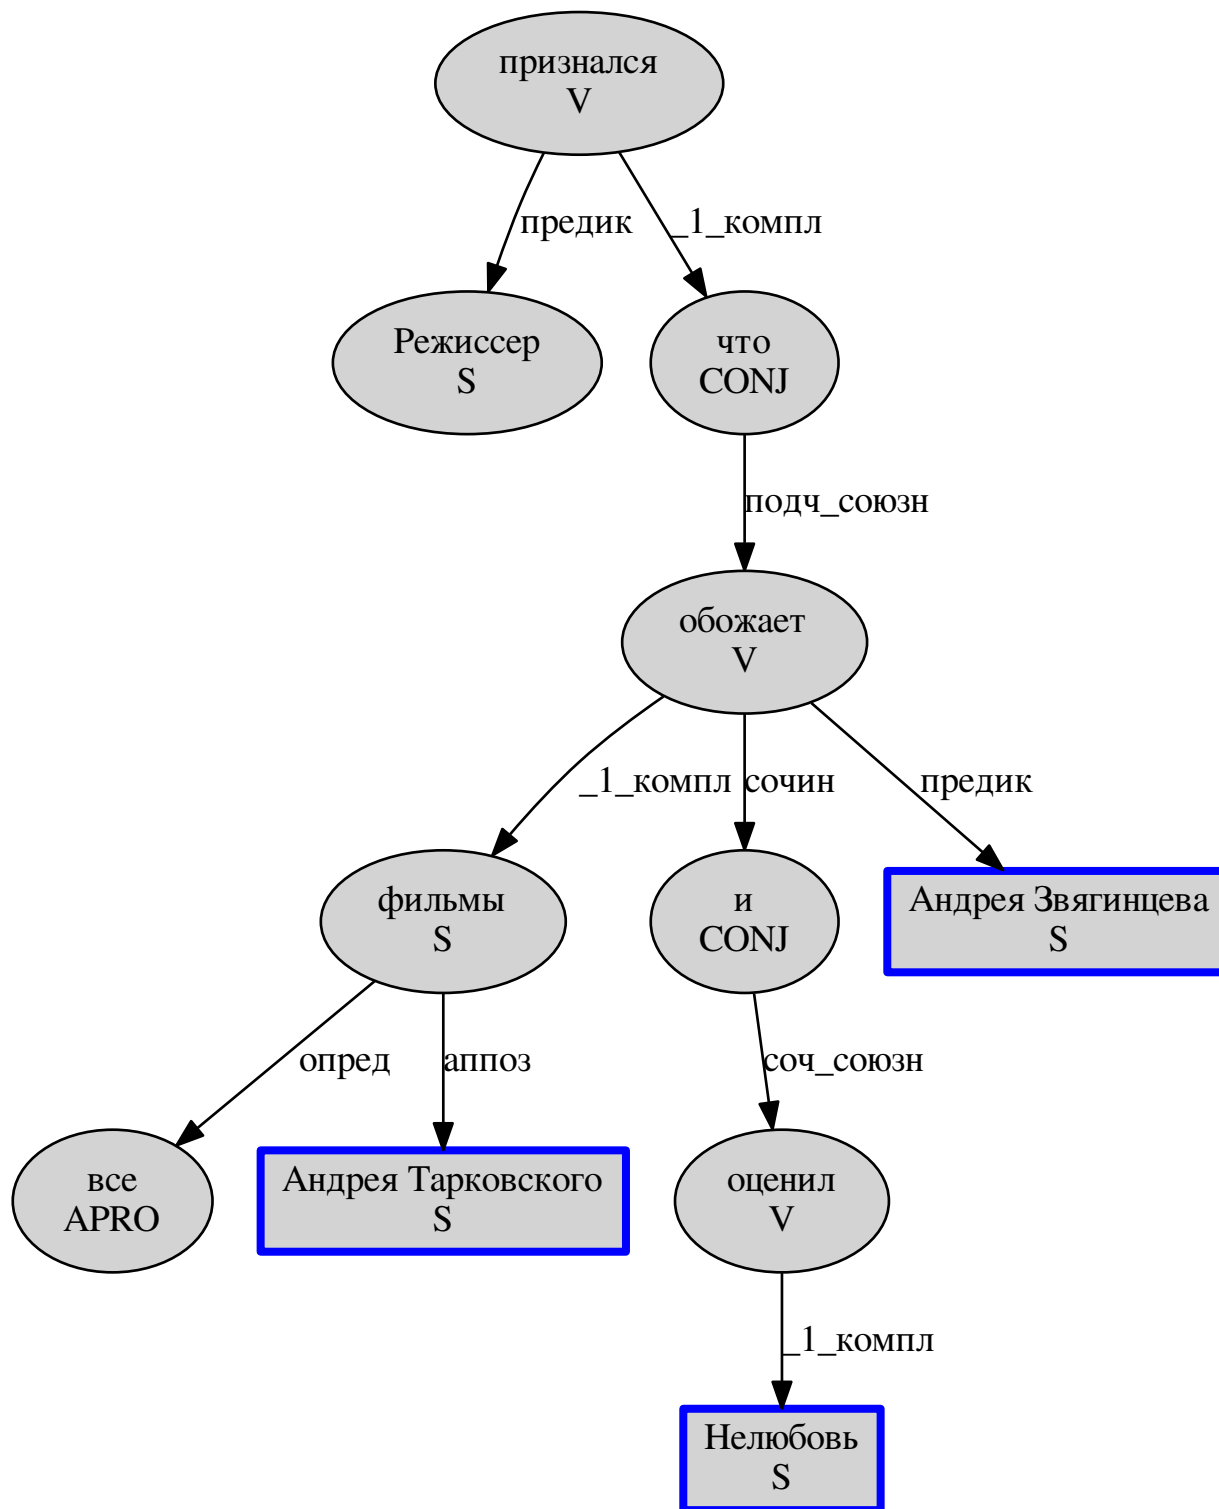 признался
V
предик
_1_компл
Режиссер
S
что
CONJ
подч_союзн
обожает
V
_1_компл
сочин
предик
фильмы
S
и
CONJ
Андрея Звягинцева
S
опред
аппоз
соч_союзн
все
APRO
Андрея Тарковского
S
оценил
V
_1_компл
Нелюбовь
S